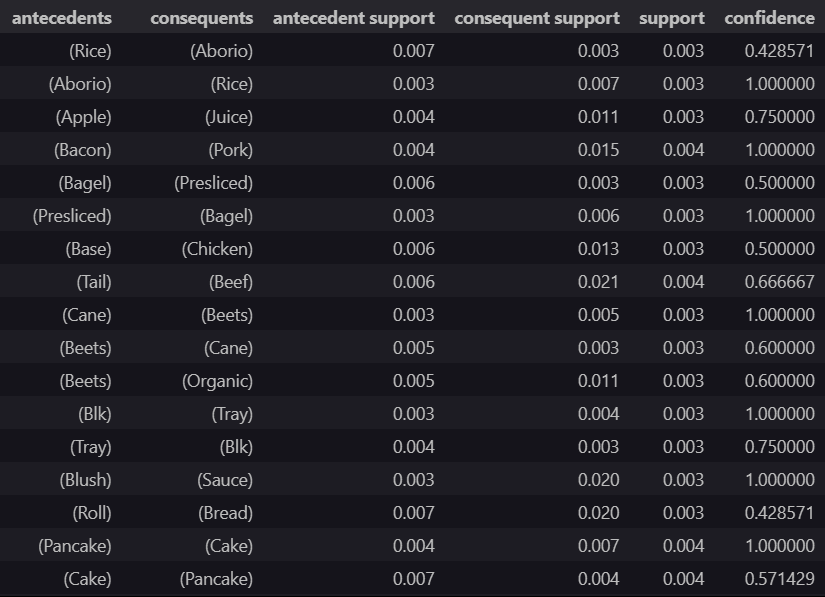 antecedents consequents antecedent support consequent support support confidence
(Rice) (Aborio) 0.007 0.003 0.003 0.428571
(Aborio) (Rice) 0.003 0.007 0.003 1.000000
(Apple) (Juice) 0.004 0.011 0.003 0.750000
(Bacon) (Pork) 0.004 0.015 0.004 1.000000
(Bagel) (Presliced) 0.006 0.003 0.003 0.500000
(Presliced) (Bagel) 0.003 0.006 0.003 1.000000
(Base) (Chicken) 0.006 0.013 0.003 0.500000
(Tail) (Beef) 0.006 0.021 0.004 0.666667
(Cane) (Beets) 0.003 0.005 0.003 1.000000
(Beets) (Cane) 0.005 0.003 0.003 0.600000
(Beets) (Organic) 0.005 0.011 0.003 0.600000
(Blk) (Tray) 0.003 0.004 0.003 1.000000
(Tray) (Blk) 0.004 0.003 0.003 0.750000
(Blush) (Sauce) 0.003 0.020 0.003 1.000000
(Roll) (Bread) 0.007 0.020 0.003 0.428571
(Pancake) (Cake) 0.004 0.007 0.004 1.000000
(Cake) (Pancake) 0.007 0.004 0.004 0.571429